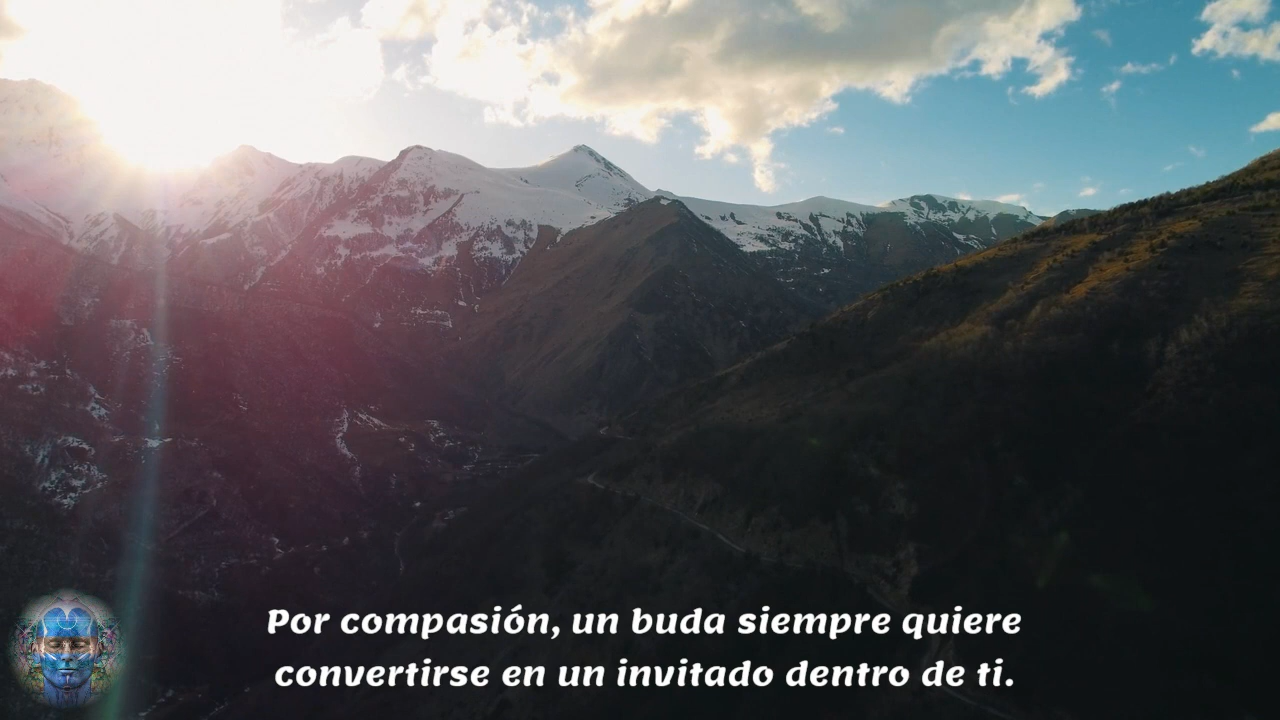 Por compasión, un buda siempre quiere
convertirse en un invitado dentro de ti.